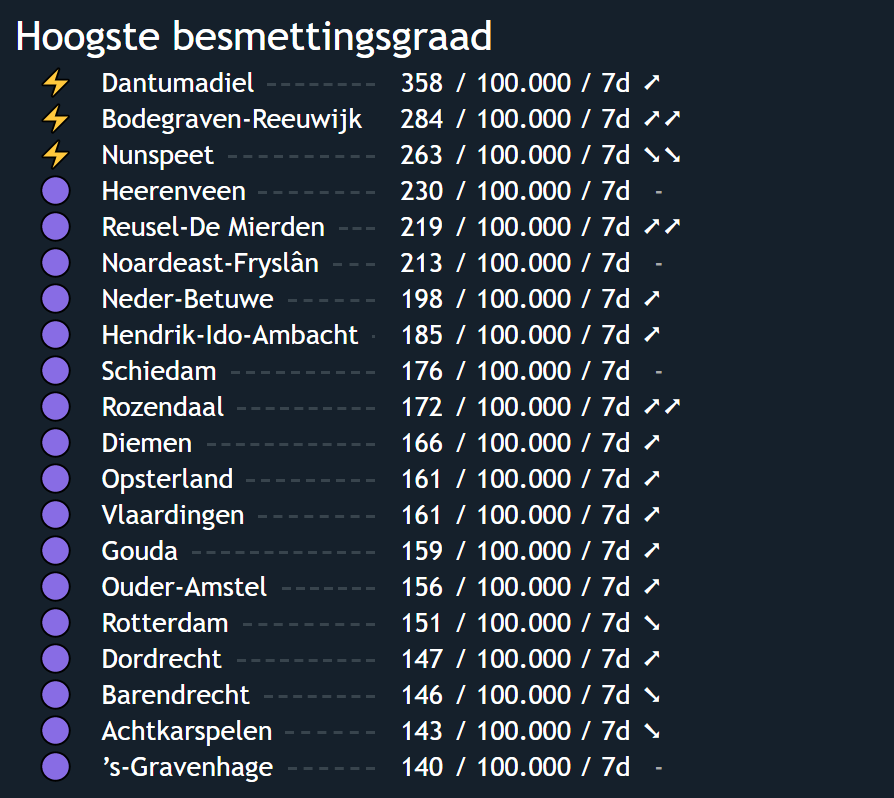 Hoogste besmettingsgraad
⚡ Dantumadiel 358 / 100.000 / 7d ➚
⚡ Bodegraven-Reeuwijk 284 / 100.000 / 7d ➚➚
⚡ Nunspeet 263 / 100.000 / 7d ➘➘
Heerenveen 230 / 100.000 / 7d -
Reusel-De Mierden 219 / 100.000 / 7d ➚➚
Noardeast-Fryslân 213 / 100.000 / 7d -
Neder-Betuwe 198 / 100.000 / 7d ➚
Hendrik-Ido-Ambacht 185 / 100.000 / 7d ➚
Schiedam 176 / 100.000 / 7d -
Rozendaal 172 / 100.000 / 7d ➚➚
Diemen 166 / 100.000 / 7d ➚
Opsterland 161 / 100.000 / 7d ➚
Vlaardingen 161 / 100.000 / 7d ➚
Gouda 159 / 100.000 / 7d ➚
Ouder-Amstel 156 / 100.000 / 7d ➚
Rotterdam 151 / 100.000 / 7d ➘
Dordrecht 147 / 100.000 / 7d ➚
Barendrecht 146 / 100.000 / 7d ➘
Achtkarspelen 143 / 100.000 / 7d ➘
’s-Gravenhage 140 / 100.000 / 7d -